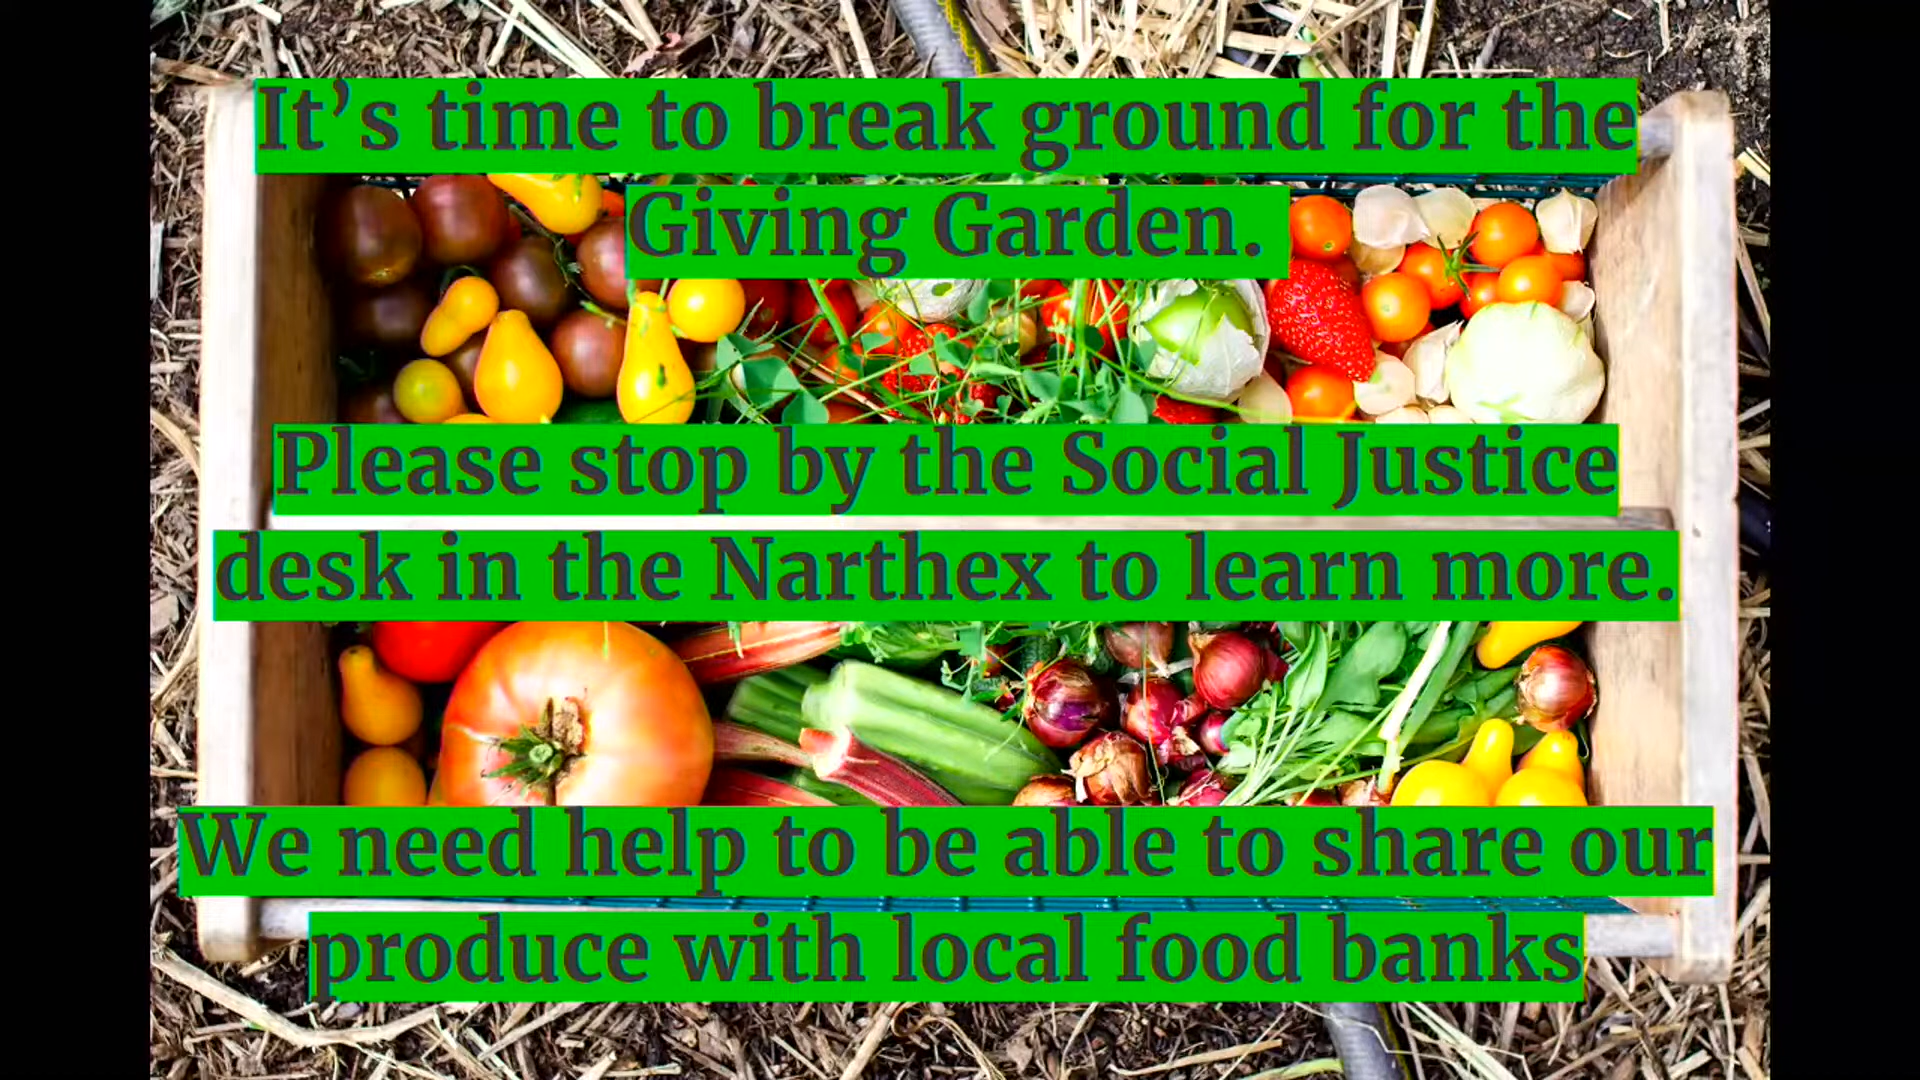 It’s time to break ground for the
Giving Garden.
Please stop by the Social Justice
desk in the Narthex to learn more.
We need help to be able to share our
produce with local food banks